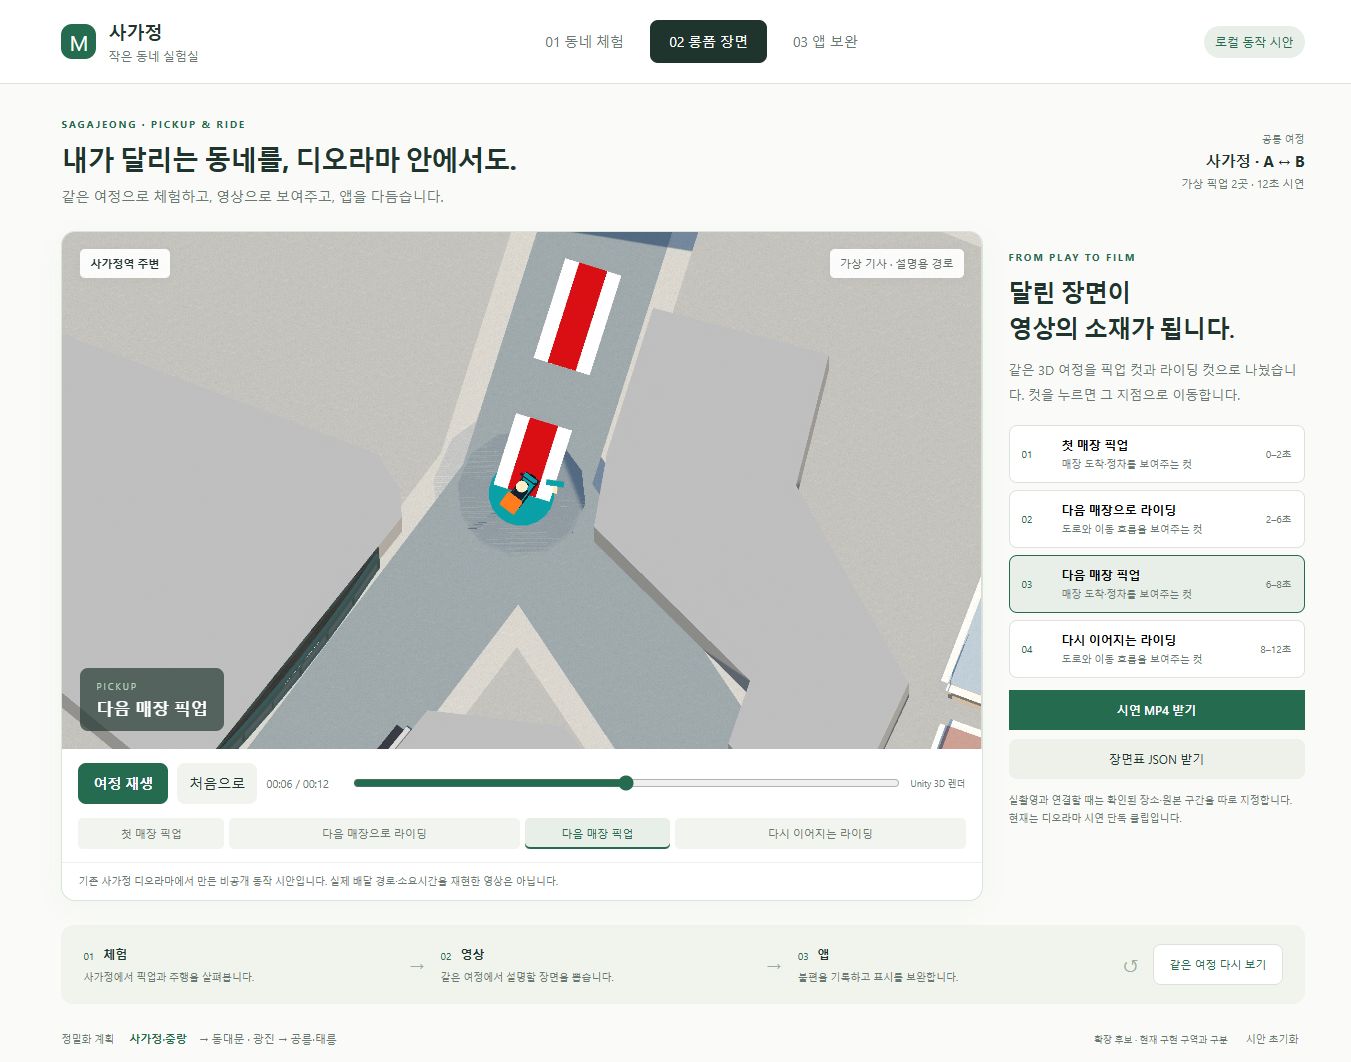 M
사가정
작은 동네 실험실
01 동네 체험
02 롱폼 장면
03 앱 보완
로컬 동작 시안
SAGAJEONG · PICKUP & RIDE
내가 달리는 동네를, 디오라마 안에서도.
같은 여정으로 체험하고, 영상으로 보여주고, 앱을 다듬습니다.
공통 여정
사가정 · A ↔ B
가상 픽업 2곳 · 12초 시연
사가정역 주변
가상 기사 · 설명용 경로
PICKUP
다음 매장 픽업
여정 재생
처음으로
00:06 / 00:12
Unity 3D 렌더
첫 매장 픽업
다음 매장으로 라이딩
다음 매장 픽업
다시 이어지는 라이딩
기존 사가정 디오라마에서 만든 비공개 동작 시안입니다. 실제 배달 경로·소요시간을 재현한 영상은 아닙니다.
FROM PLAY TO FILM
달린 장면이
영상의 소재가 됩니다.
같은 3D 여정을 픽업 컷과 라이딩 컷으로 나눴습니
다. 컷을 누르면 그 지점으로 이동합니다.
01
첫 매장 픽업
매장 도착·정차를 보여주는 컷
0–2초
02
다음 매장으로 라이딩
도로와 이동 흐름을 보여주는 컷
2–6초
03
다음 매장 픽업
매장 도착·정차를 보여주는 컷
6–8초
04
다시 이어지는 라이딩
도로와 이동 흐름을 보여주는 컷
8–12초
시연 MP4 받기
장면표 JSON 받기
실촬영과 연결할 때는 확인된 장소·원본 구간을 따로 지정합니다.
현재는 디오라마 시연 단독 클립입니다.
01 체험
사가정에서 픽업과 주행을 살펴봅니다.
→
02 영상
같은 여정에서 설명할 장면을 뽑습니다.
→
03 앱
불편을 기록하고 표시를 보완합니다.
↺
같은 여정 다시 보기
정밀화 계획 사가정·중랑 → 동대문 · 광진 → 공릉·태릉
확장 후보 · 현재 구현 구역과 구분
시안 초기화